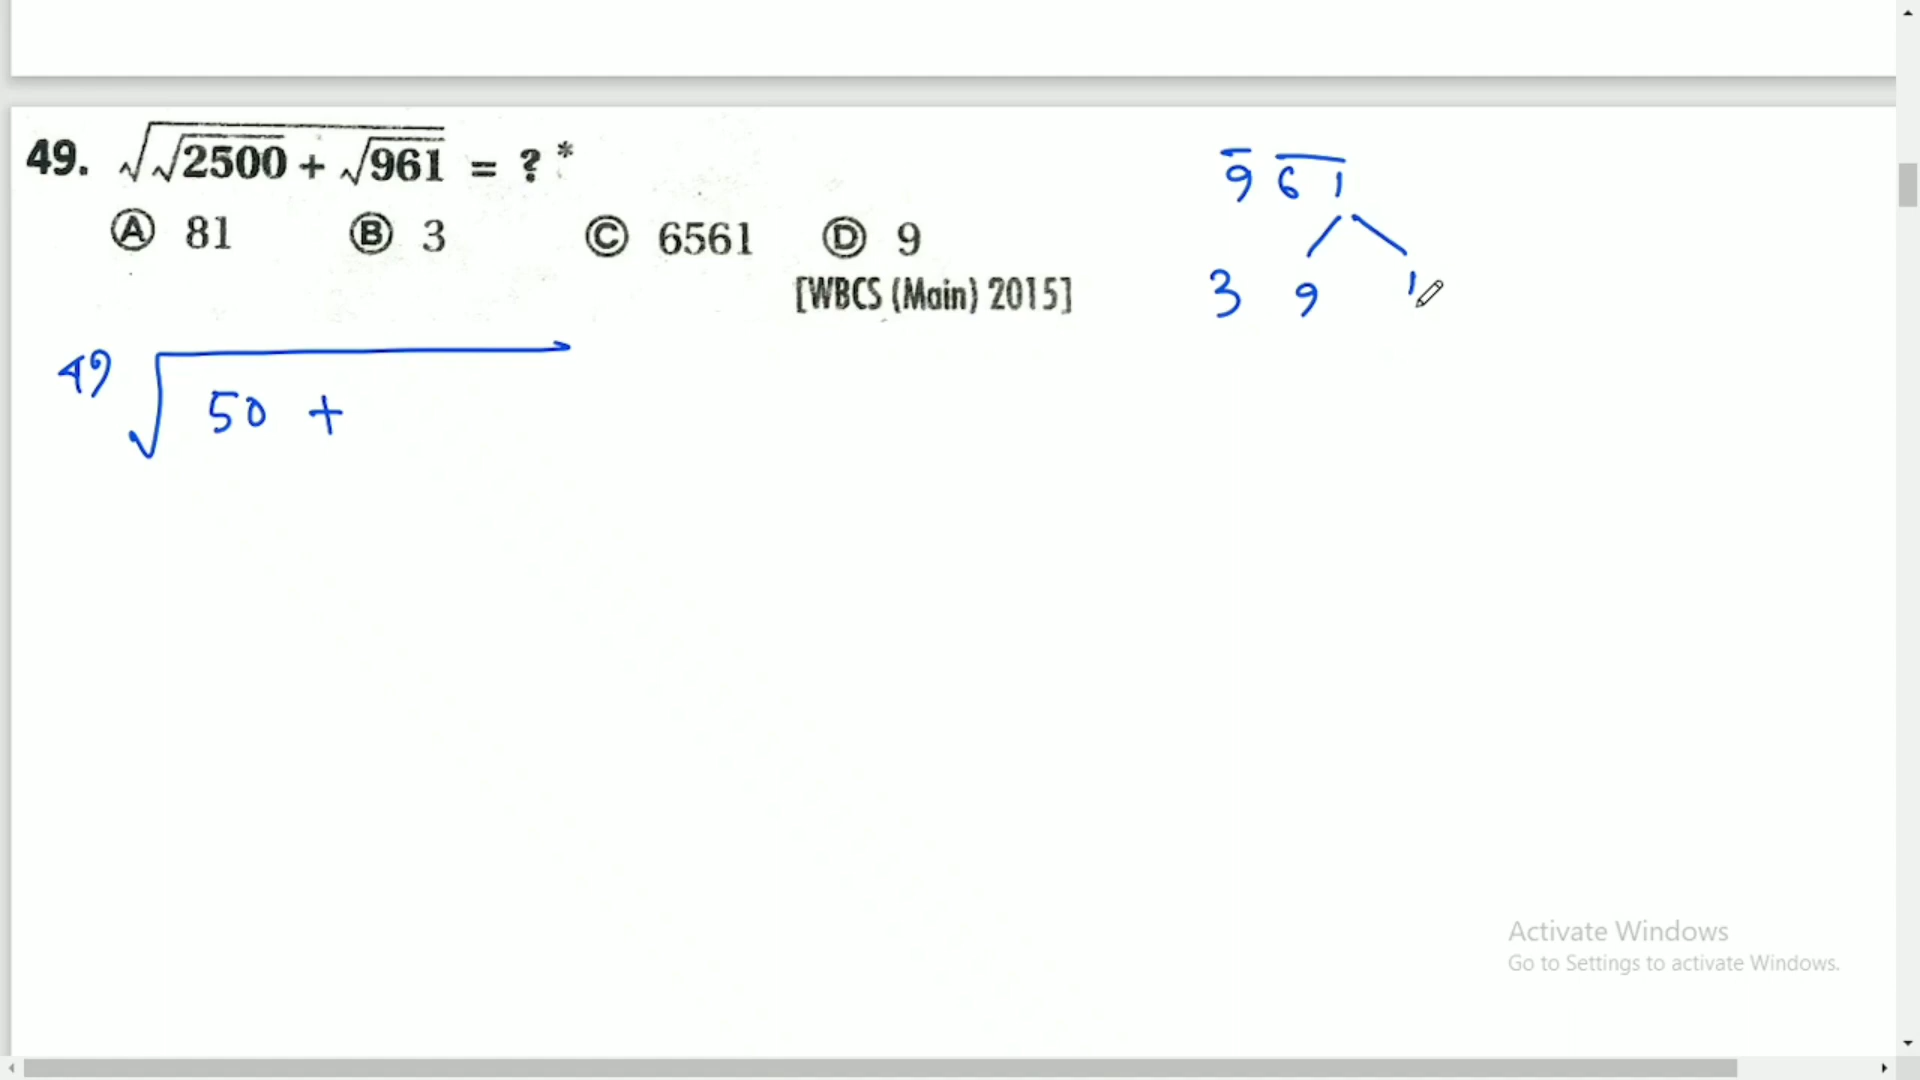 49. √(√2500 + √961) = ? *
Ⓐ 81 Ⓑ 3 Ⓒ 6561 Ⓓ 9
[WBCS (Main) 2015]
9 61
3 9 1
49 √ 50 +
Activate Windows
Go to Settings to activate Windows.